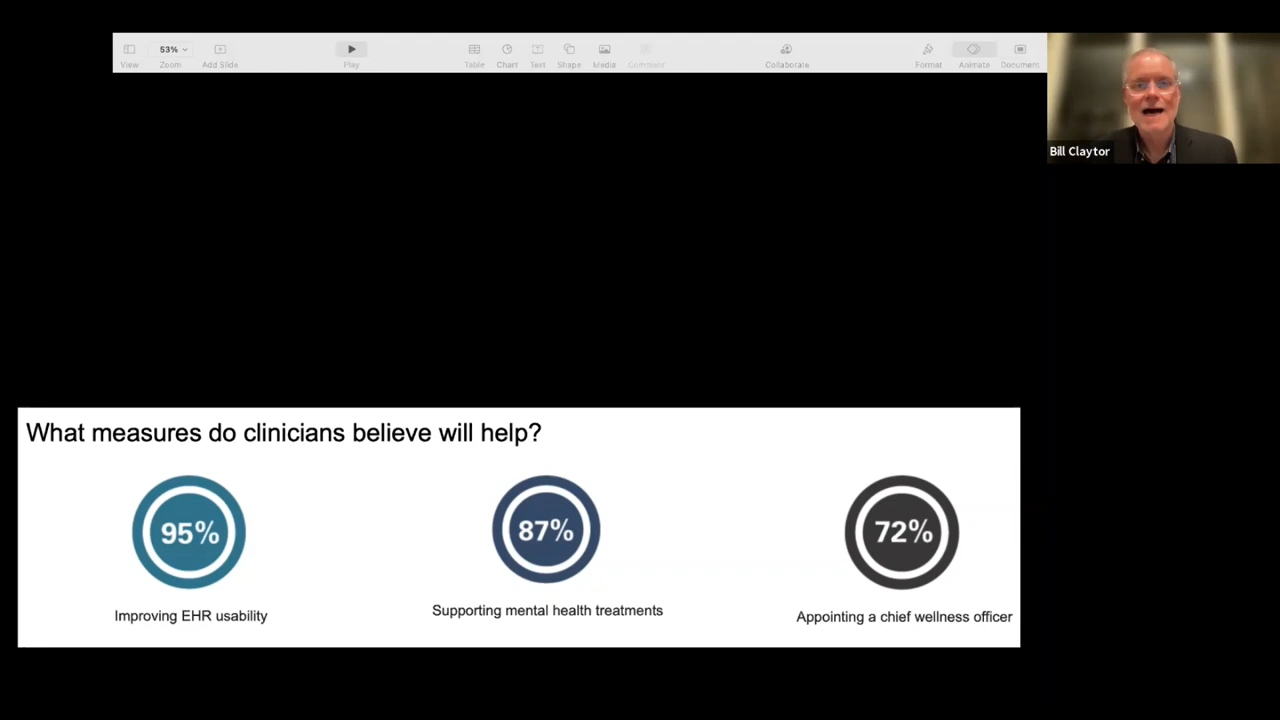 53%
View
Zoom
Add Slide
Play
Table
Chart
Text
Shape
Media
Comment
Collaborate
Format
Animate
Document
Bill Claytor
What measures do clinicians believe will help?
95%
87%
72%
Improving EHR usability
Supporting mental health treatments
Appointing a chief wellness officer